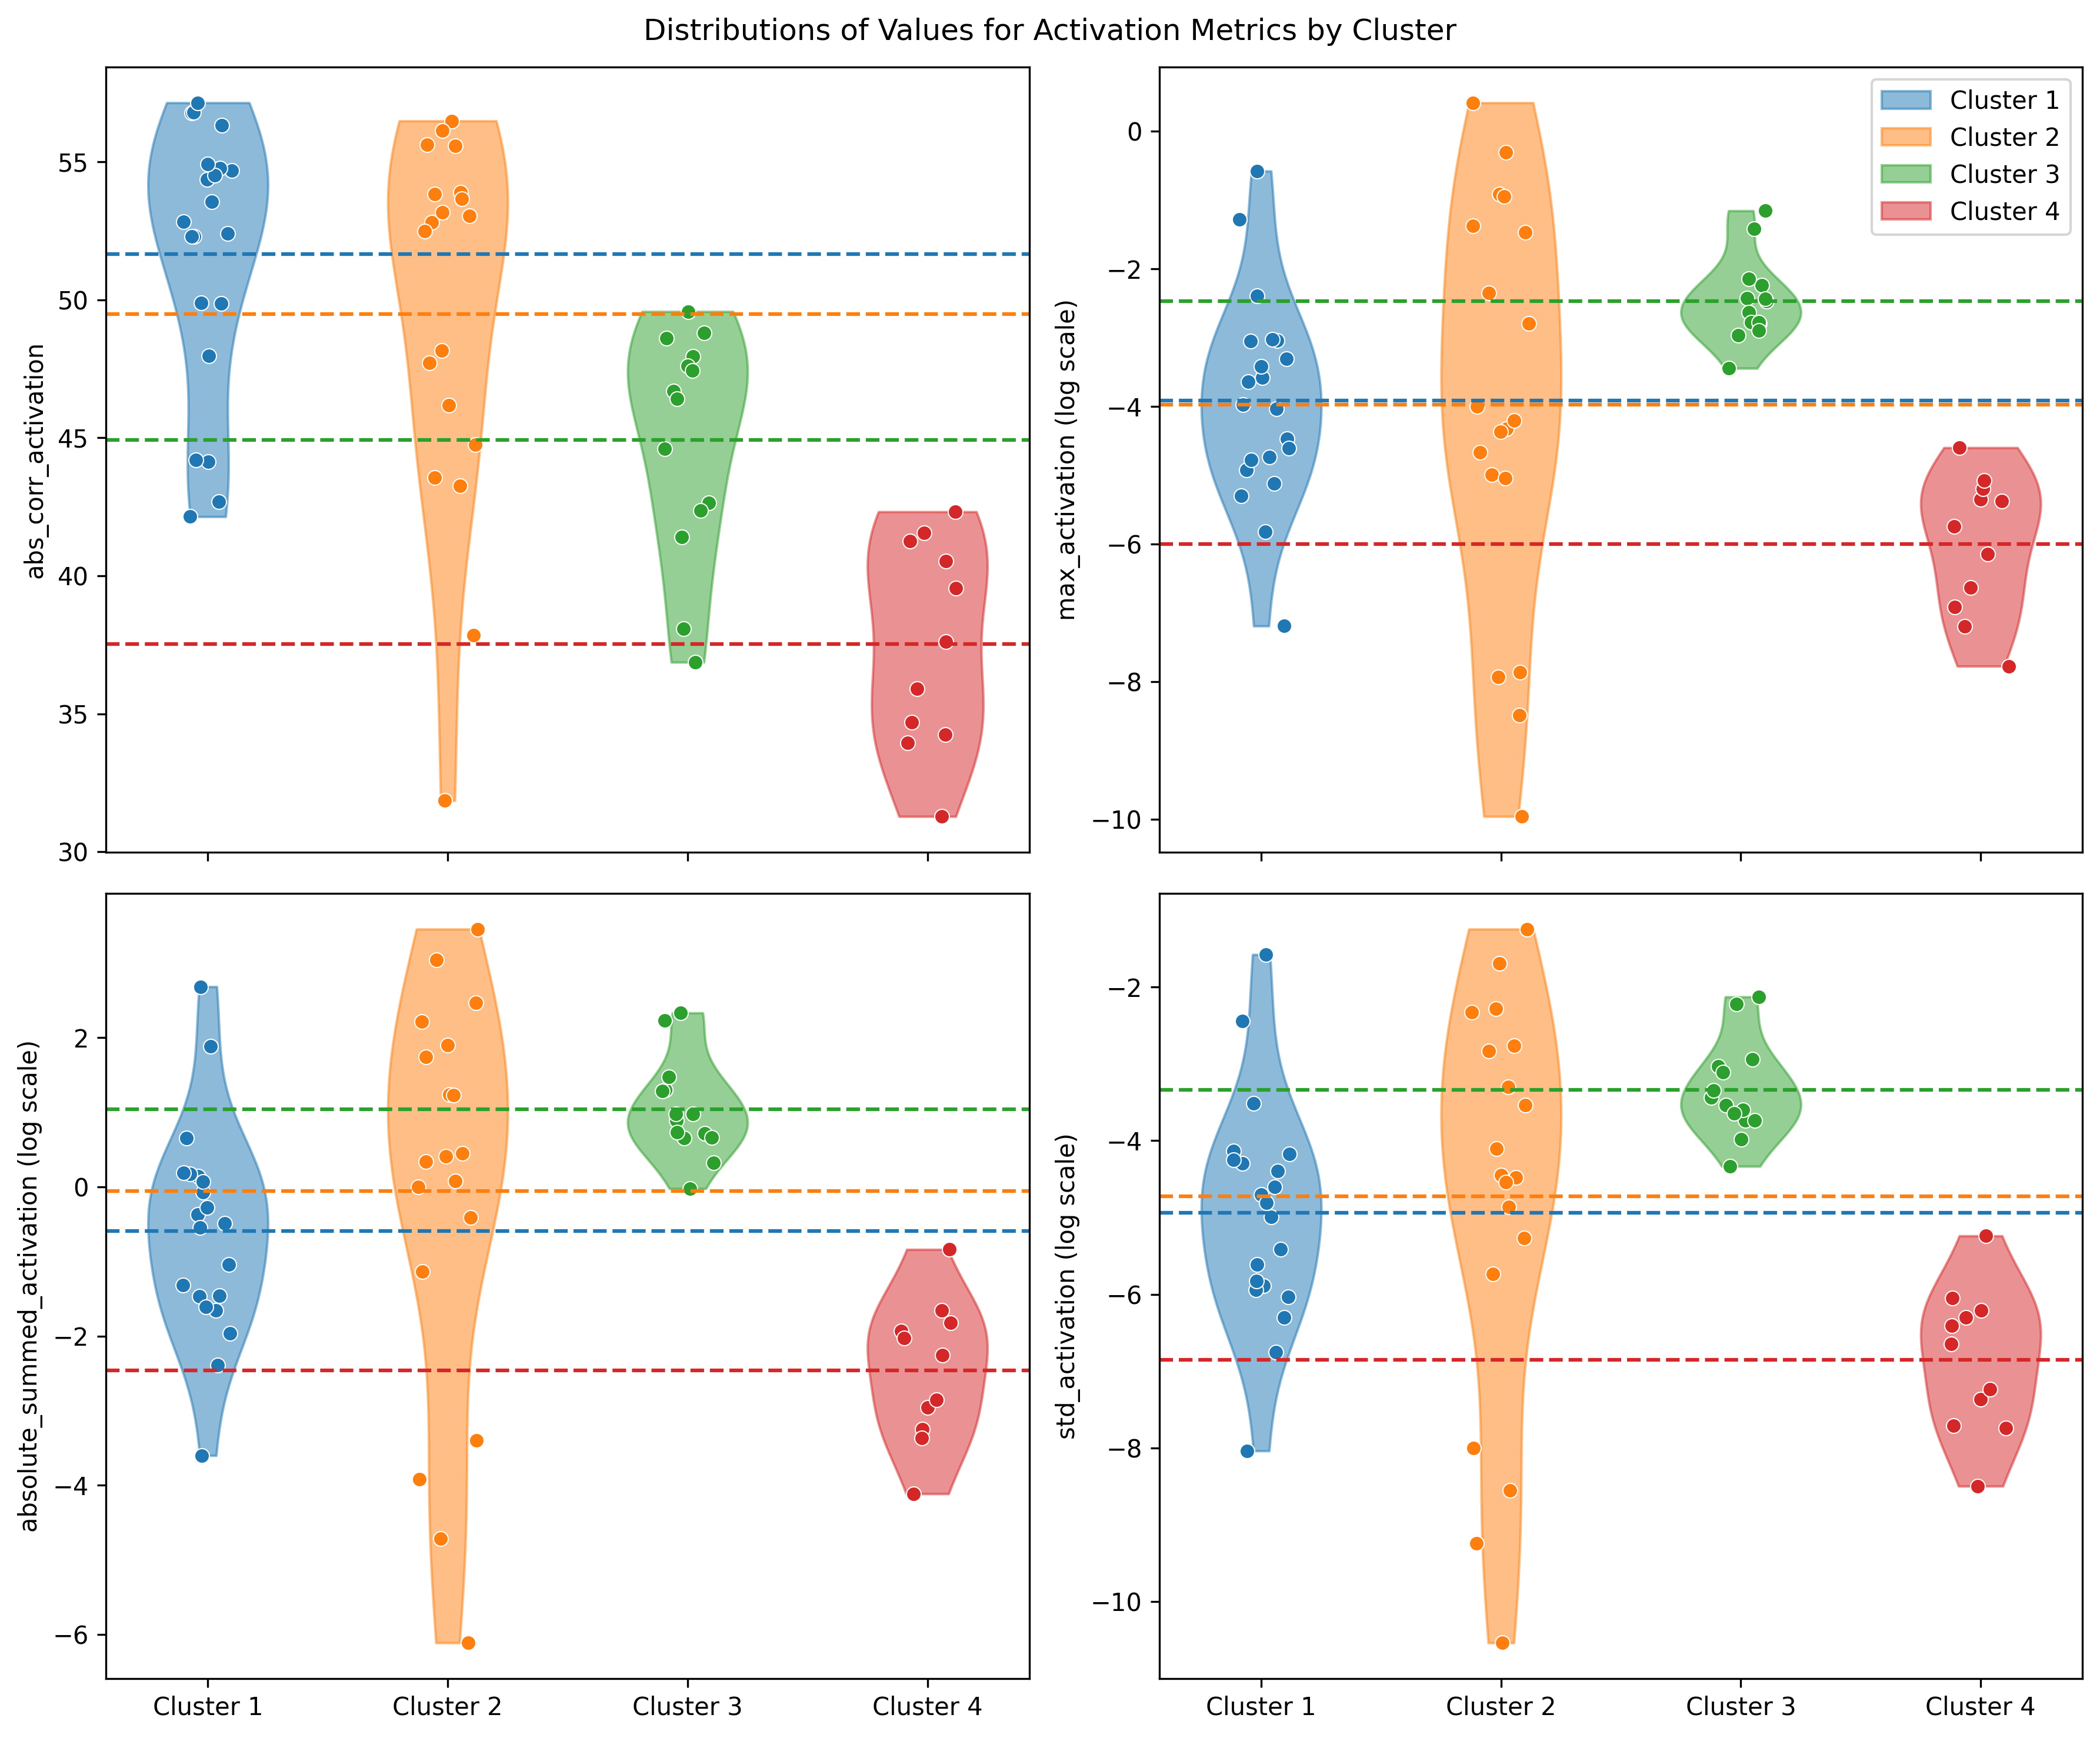 Distributions of Values for Activation Metrics by Cluster
abs_corr_activation
55
50
45
40
35
30
max_activation (log scale)
0
−2
−4
−6
−8
−10
Cluster 1
Cluster 2
Cluster 3
Cluster 4
absolute_summed_activation (log scale)
2
0
−2
−4
−6
Cluster 1
Cluster 2
Cluster 3
Cluster 4
std_activation (log scale)
−2
−4
−6
−8
−10
Cluster 1
Cluster 2
Cluster 3
Cluster 4